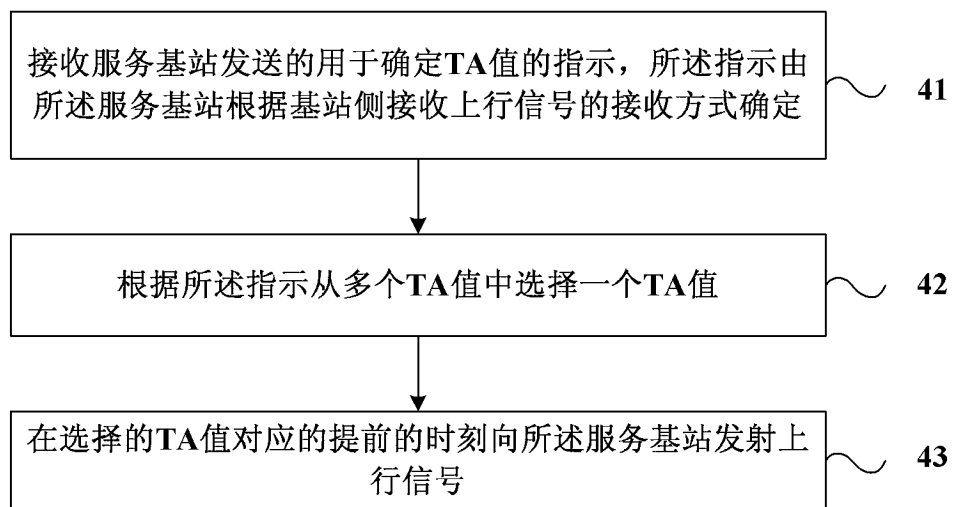 接收服务基站发送的用于确定TA值的指示，所述指示由
所述服务基站根据基站侧接收上行信号的接收方式确定
41
根据所述指示从多个TA值中选择一个TA值
42
在选择的TA值对应的提前的时刻向所述服务基站发射上
行信号
43